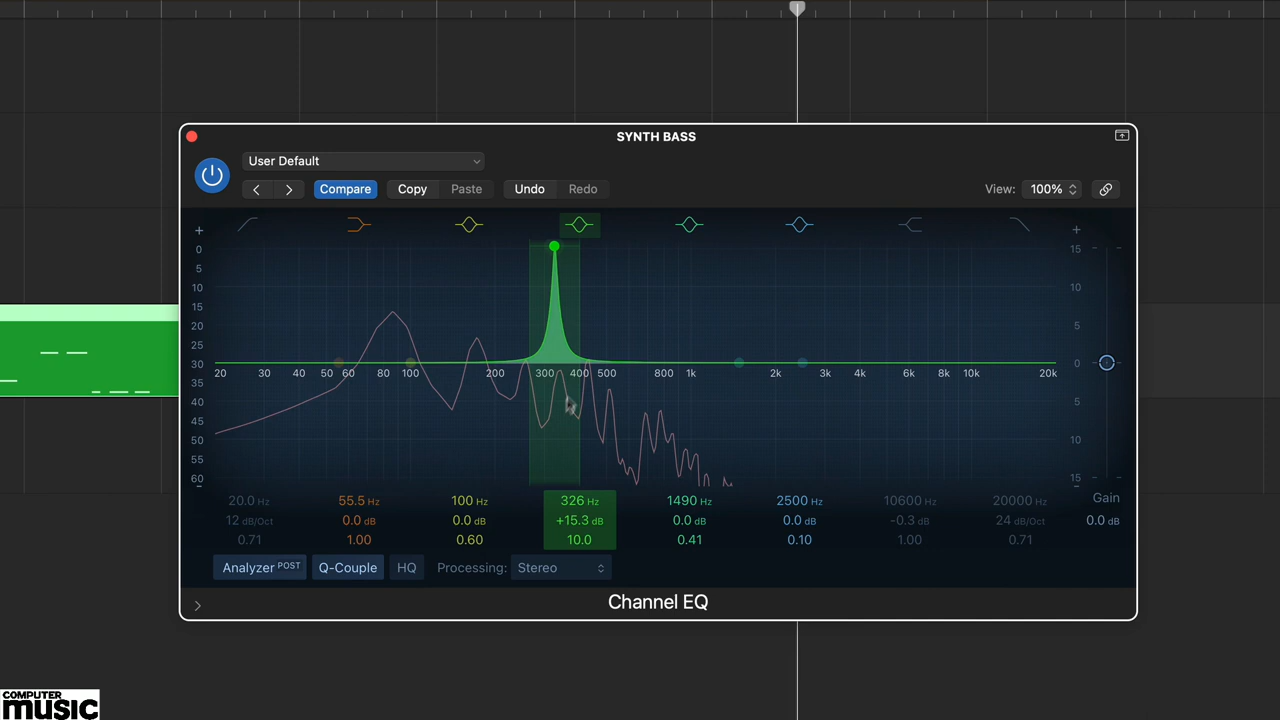 SYNTH BASS
User Default
Compare Copy Paste Undo Redo View: 100%
+ +
0 15
5
10 10
15
20 5
25
30 0
20 30 40 50 60 80 100 200 300 400 500 800 1k 2k 3k 4k 6k 8k 10k 20k
35
40 5
45
50 10
55
60 15
- -
20.0 Hz 55.5 Hz 100 Hz 326 Hz 1490 Hz 2500 Hz 10600 Hz 20000 Hz Gain
12 dB/Oct 0.0 dB 0.0 dB +15.3 dB 0.0 dB 0.0 dB -0.3 dB 24 dB/Oct 0.0 dB
0.71 1.00 0.60 10.0 0.41 0.10 1.00 0.71
Analyzer POST Q-Couple HQ Processing: Stereo
Channel EQ
COMPUTER
music